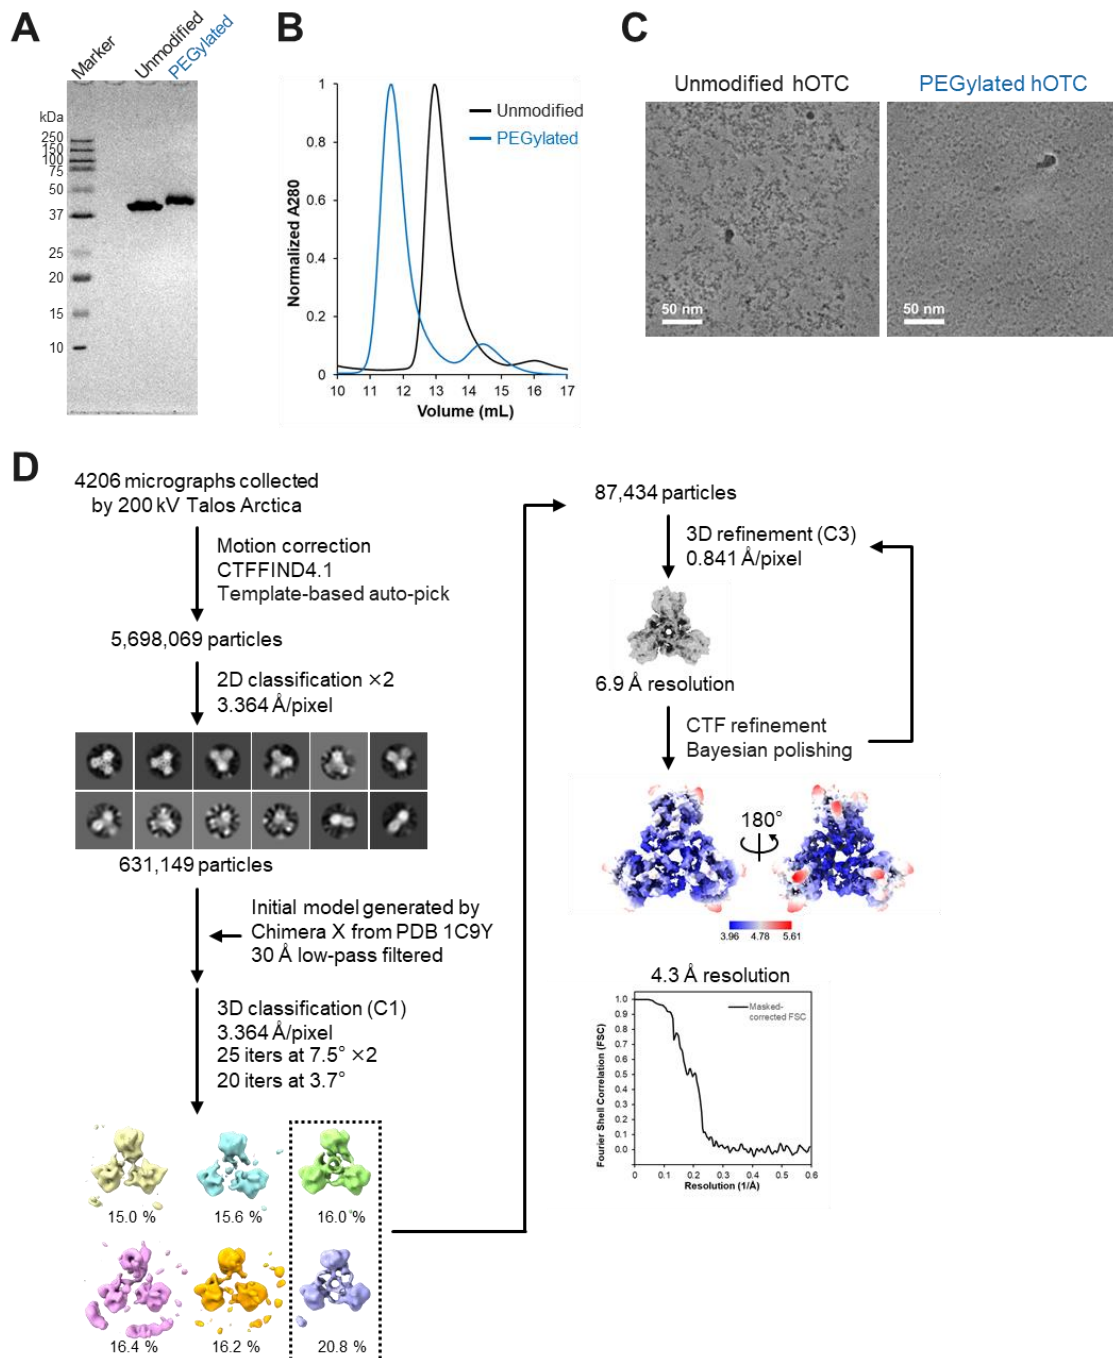 A
Marker
Unmodified
PEGylated
kDa
250
150
100
75
50
37
25
20
15
10
B
Normalized A280
1
0.8
0.6
0.4
0.2
0
Unmodified
PEGylated
10 11 12 13 14 15 16 17
Volume (mL)
C
Unmodified hOTC
PEGylated hOTC
50 nm
50 nm
D
4206 micrographs collected
by 200 kV Talos Arctica
Motion correction
CTFFIND4.1
Template-based auto-pick
5,698,069 particles
2D classification ×2
3.364 Å/pixel
631,149 particles
Initial model generated by
Chimera X from PDB 1C9Y
30 Å low-pass filtered
3D classification (C1)
3.364 Å/pixel
25 iters at 7.5° ×2
20 iters at 3.7°
15.0 %
15.6 %
16.0 %
16.4 %
16.2 %
20.8 %
87,434 particles
3D refinement (C3)
0.841 Å/pixel
6.9 Å resolution
CTF refinement
Bayesian polishing
180°
3.96 4.78 5.61
4.3 Å resolution
Fourier Shell Correlation (FSC)
1.0
0.9
0.8
0.7
0.6
0.5
0.4
0.3
0.2
0.1
0.0
Masked-
corrected FSC
0 0.1 0.2 0.3 0.4 0.5 0.6
Resolution (1/Å)